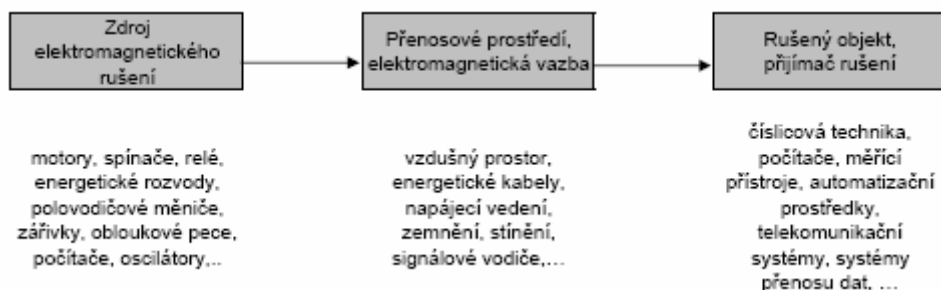 Zdroj
elektromagnetického
rušení
Přenosové prostředí,
elektromagnetická vazba
Rušený objekt,
přijímač rušení
motory, spínače, relé,
energetické rozvody,
polovodičové měniče,
zářivky, obloukové pece,
počítače, oscilátory,..
vzdušný prostor,
energetické kabely,
napájecí vedení,
zemnění, stínění,
signálové vodiče,…
číslicová technika,
počítače, měřící
přístroje, automatizační
prostředky,
telekomunikační
systémy, systémy
přenosu dat, …